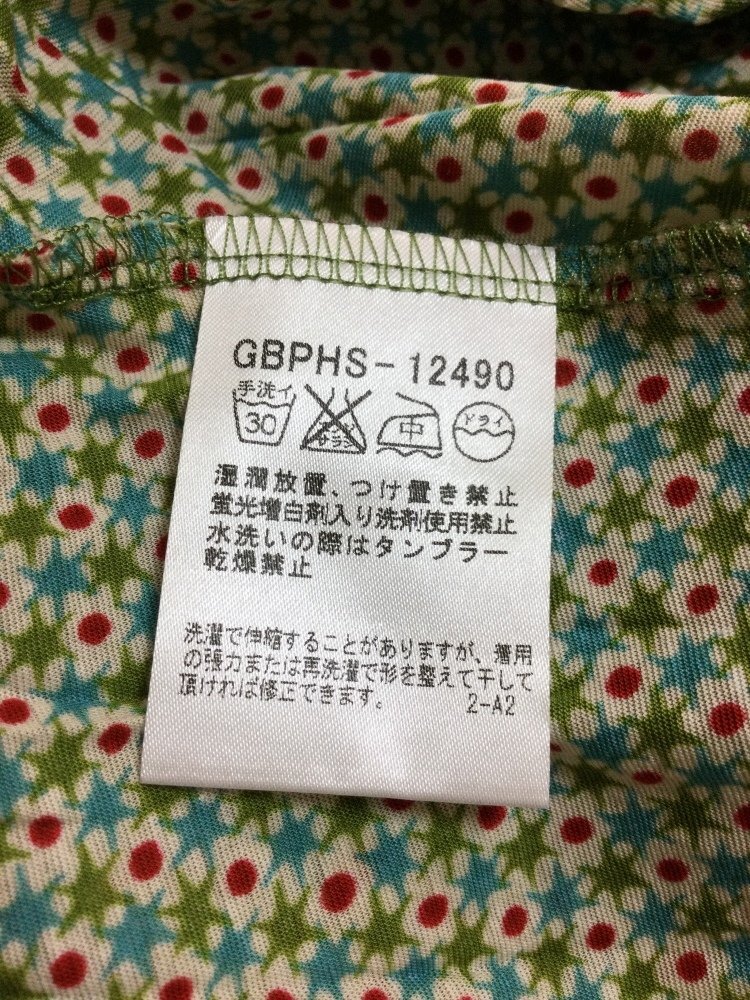 GBPHS-12490
手洗イ
30
サラシ
中
ドライ
湿潤放置、つけ置き禁止
蛍光増白剤入り洗剤使用禁止
水洗いの際はタンブラー
乾燥禁止
洗濯で伸縮することがありますが、着用
の張力または再洗濯で形を整えて干して
頂ければ修正できます。 2-A2